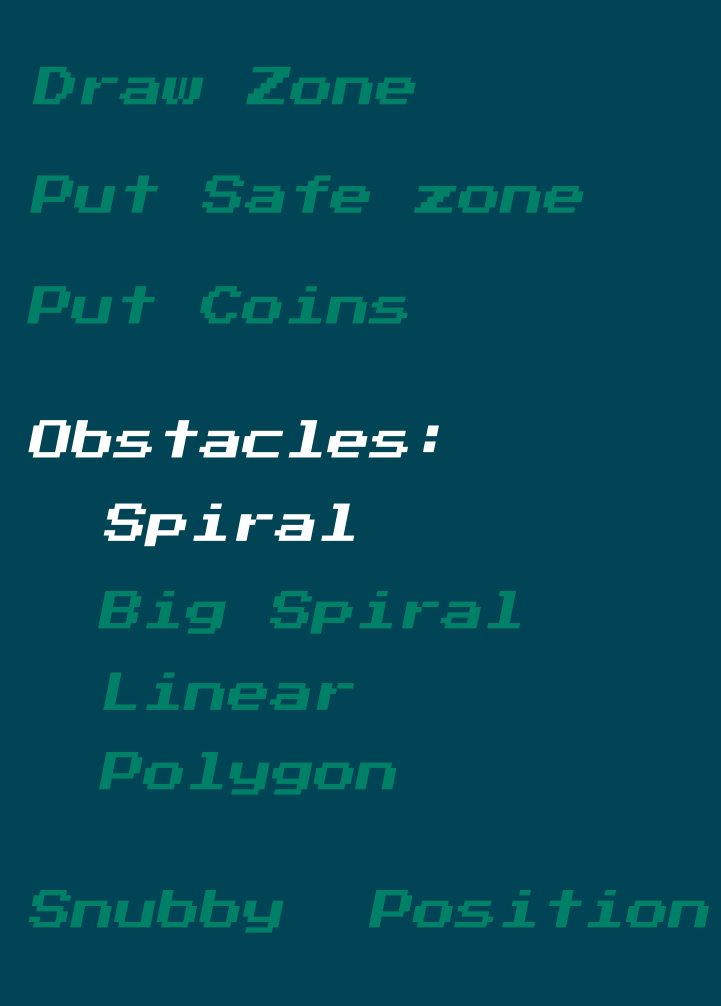 Draw Zone
Put Safe zone
Put Coins
Obstacles:
Spiral
Big Spiral
Linear
Polygon
Snubby  Position